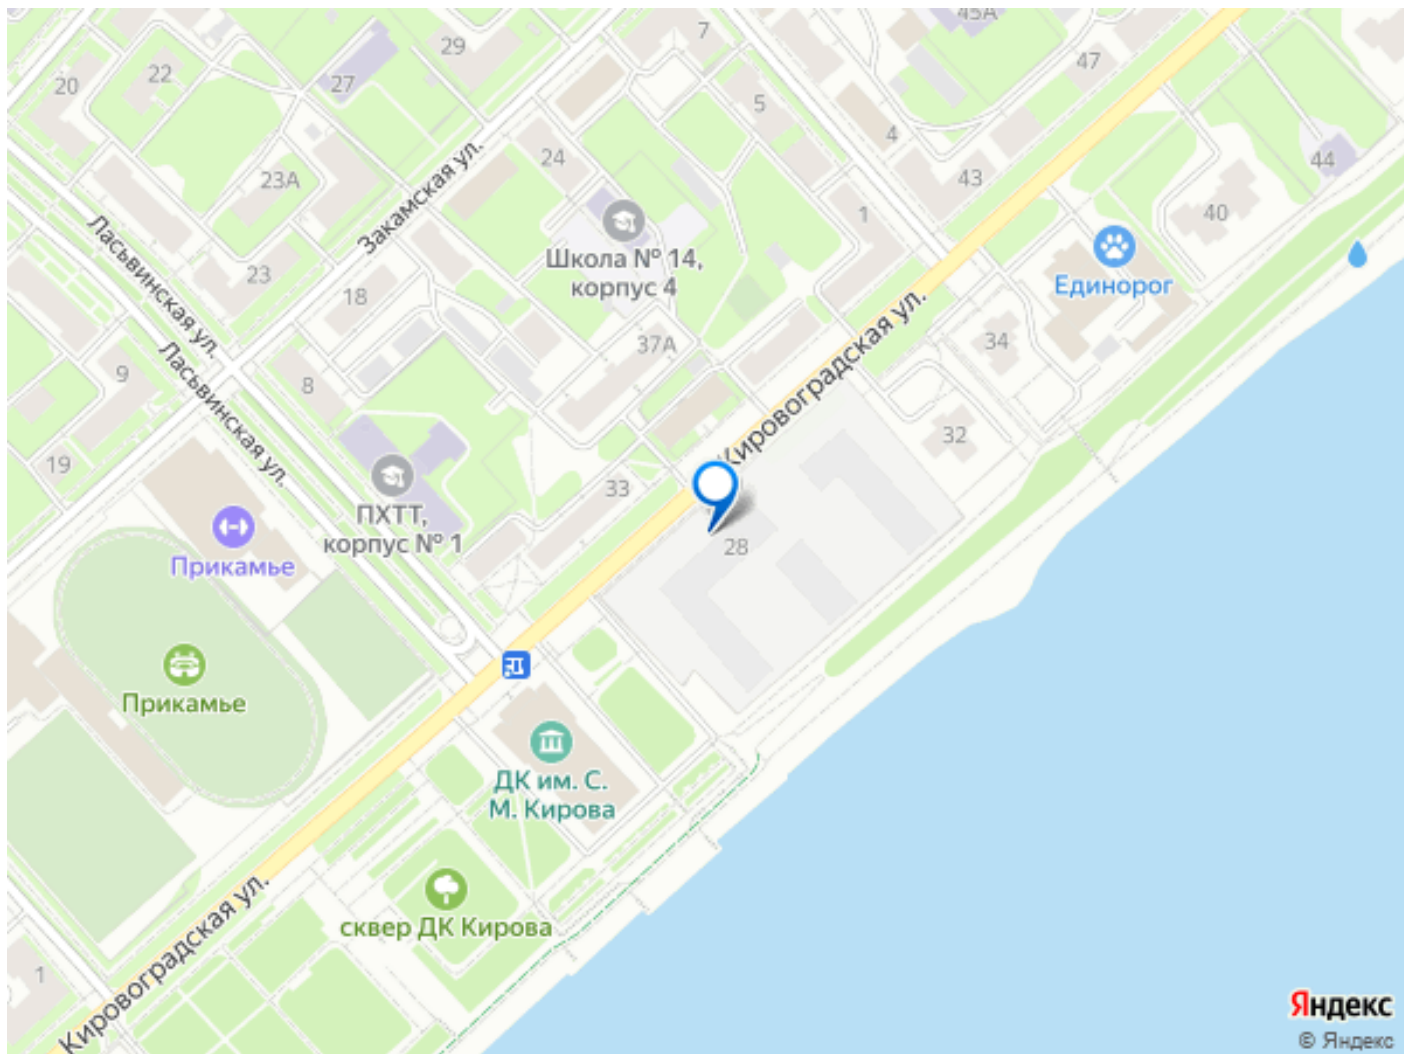 45А
7
29
47
22
20
27
5
4
24
44
43
23А
1
40
Закамская ул.
Ласьвинская ул.
Школа № 14,
корпус 4
23
Единорог
18
Кировоградская ул.
37А
34
9
Ласьвинская ул.
8
32
19
33
ПХТТ,
корпус № 1
28
Прикамье
Прикамье
ДК им. С.
М. Кирова
сквер ДК Кирова
Кировоградская ул.
1
Яндекс
© Яндекс